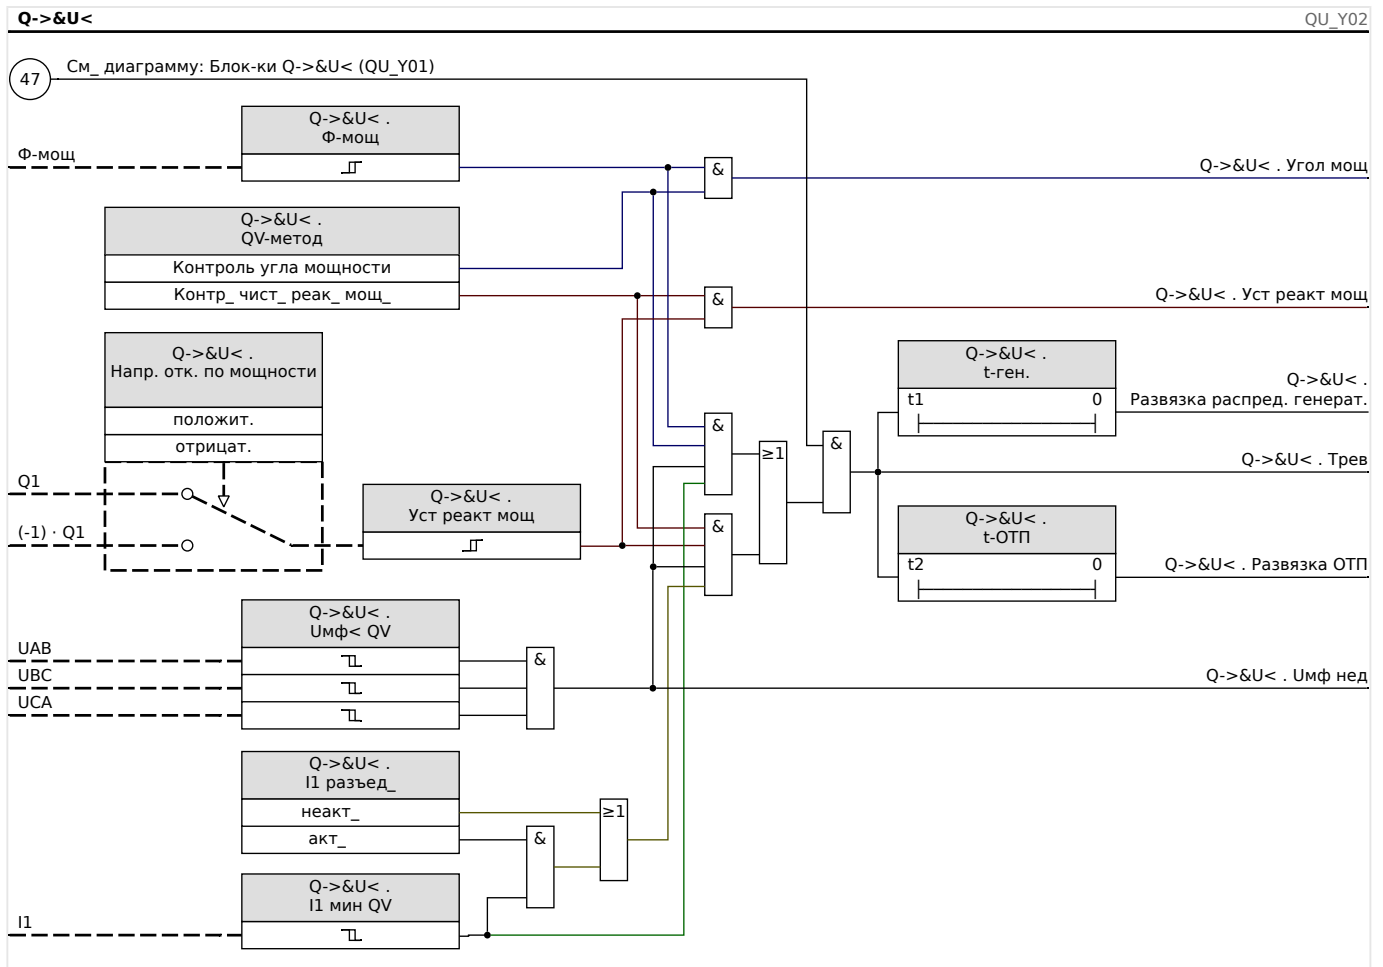 Q->&U<
QU_Y02
47
См_ диаграмму: Блок-ки Q->&U< (QU_Y01)
Q->&U< .
Ф-мощ
Ф-мощ
&
Q->&U< . Угол мощ
Q->&U< .
QV-метод
Контроль угла мощности
Контр_ чист_ реак_ мощ_
&
Q->&U< . Уст реакт мощ
Q->&U< .
Напр. отк. по мощности
положит.
отрицат.
Q1
(-1) · Q1
Q->&U< .
Уст реакт мощ
&
&
≥1
&
Q->&U< .
t-ген.
t1
0
Q->&U< .
Развязка распред. генерат.
Q->&U< . Трев
Q->&U< .
t-ОТП
t2
0
Q->&U< . Развязка ОТП
Q->&U< .
Uмф< QV
UAB
UBC
UCA
&
Q->&U< . Uмф нед
Q->&U< .
I1 разъед_
неакт_
акт_
&
≥1
Q->&U< .
I1 мин QV
I1